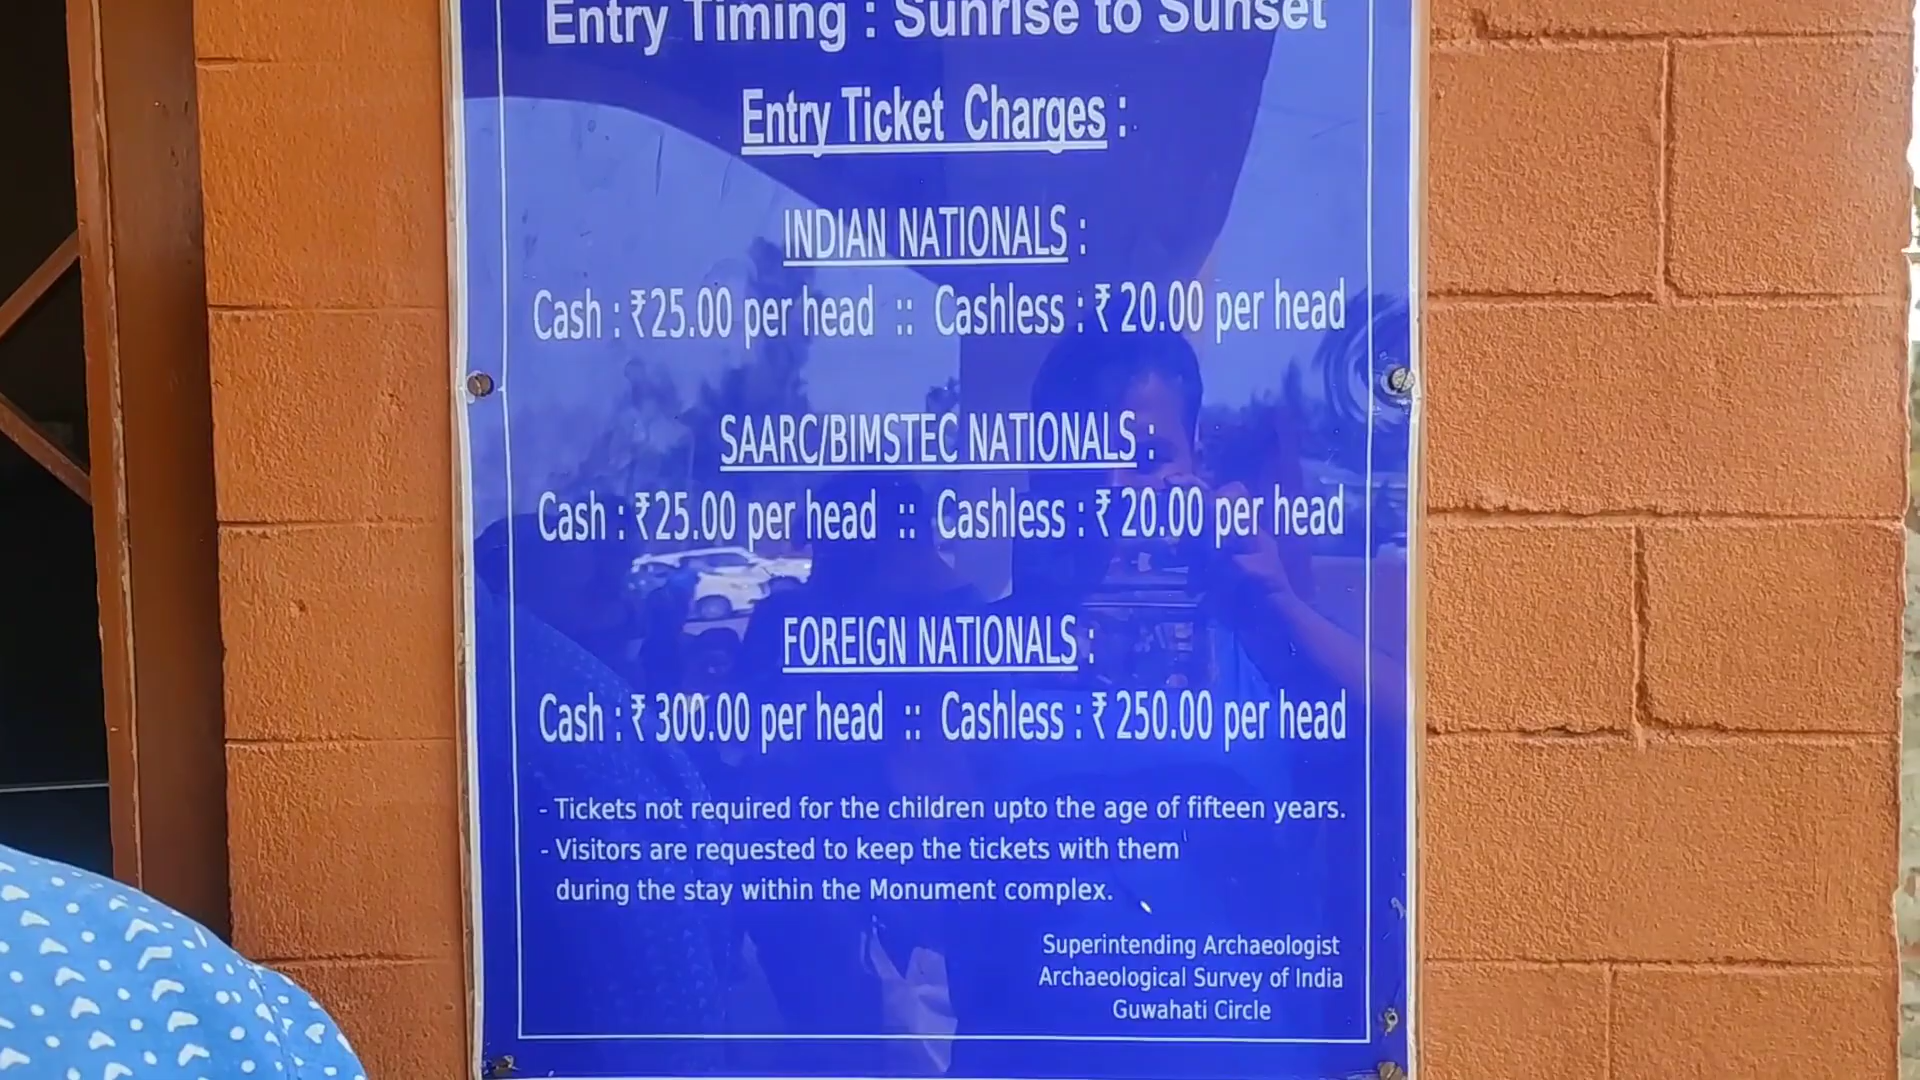 Entry Timing : Sunrise to Sunset
Entry Ticket Charges :
INDIAN NATIONALS :
Cash : ₹25.00 per head :: Cashless : ₹ 20.00 per head
SAARC/BIMSTEC NATIONALS :
Cash : ₹25.00 per head :: Cashless : ₹ 20.00 per head
FOREIGN NATIONALS :
Cash : ₹ 300.00 per head :: Cashless : ₹ 250.00 per head
- Tickets not required for the children upto the age of fifteen years.
- Visitors are requested to keep the tickets with them
during the stay within the Monument complex.
Superintending Archaeologist
Archaeological Survey of India
Guwahati Circle